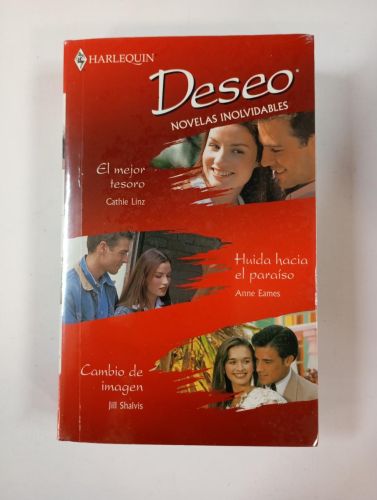 HARLEQUIN
Deseo
NOVELAS INOLVIDABLES
El mejor
tesoro
Cathie Linz
Huida hacia
el paraíso
Anne Eames
Cambio de
imagen
Jill Shalvis